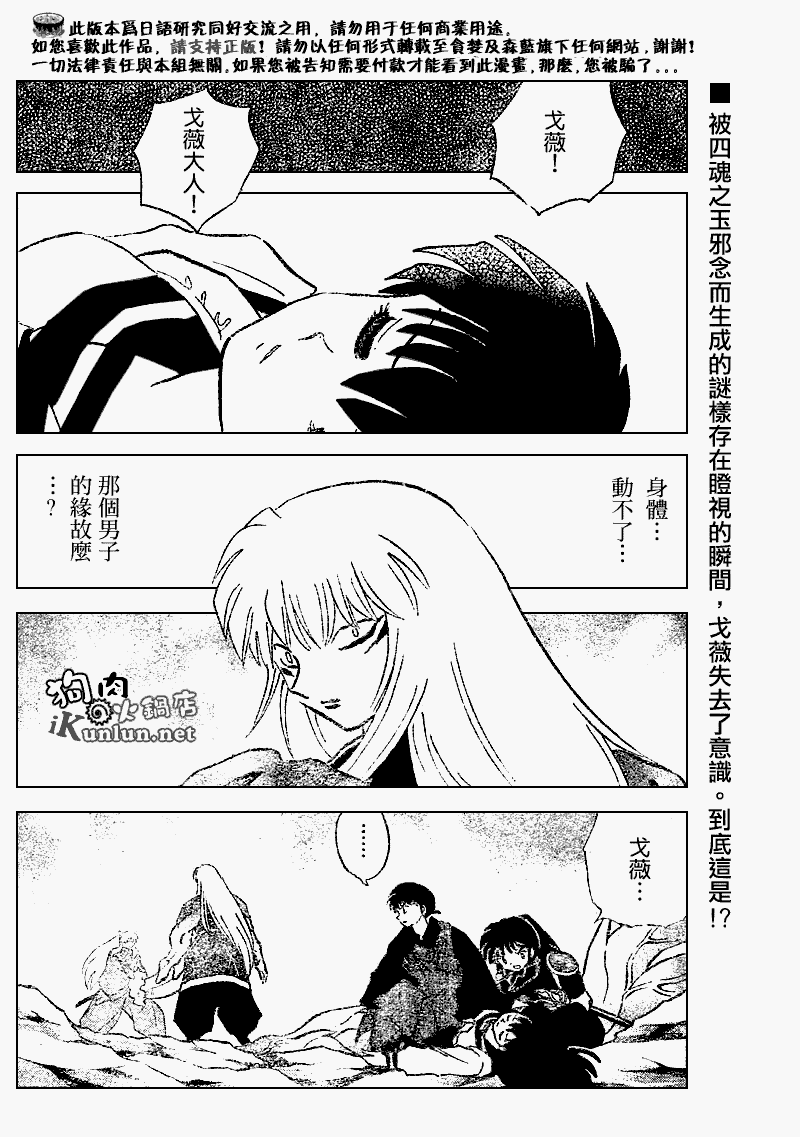 此版本爲日語研究同好交流之用，請勿用于任何商業用途。
如您喜歡此作品，請支持正版！請勿以任何形式轉載至貪婪及森藍旗下任何網站，謝謝！
一切法律責任與本組無關。如果您被告知需要付款才能看到此漫畫，那麼，您被騙了...
■被四魂之玉邪念而生成的謎樣存在瞪視的瞬間，戈薇失去了意識。到底這是!?
戈薇！
戈薇大人！
身體…
動不了…
那個男子
的緣故麼
…?
狗肉火鍋店
iKunlun.net
戈薇…
……